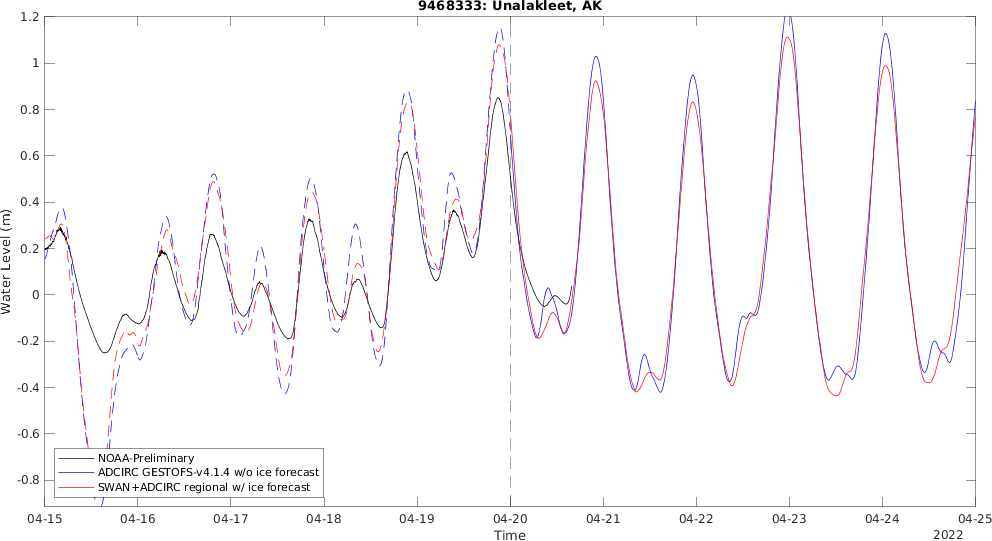 9468333: Unalakleet, AK
1.2
1
0.8
0.6
0.4
0.2
0
-0.2
-0.4
-0.6
-0.8
Water Level (m)
NOAA-Preliminary
ADCIRC GESTOFS-v4.1.4 w/o ice forecast
SWAN+ADCIRC regional w/ ice forecast
04-15 04-16 04-17 04-18 04-19 04-20 04-21 04-22 04-23 04-24 04-25
Time
2022